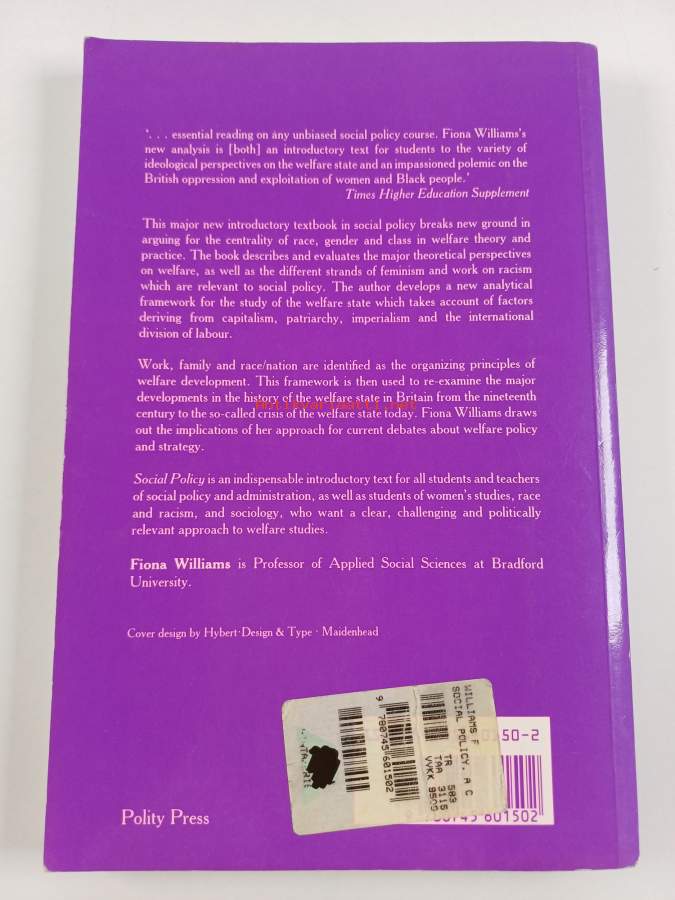 ‘. . . essential reading on any unbiased social policy course. Fiona Williams's
new analysis is [both] an introductory text for students to the variety of
ideological perspectives on the welfare state and an impassioned polemic on the
British oppression and exploitation of women and Black people.’
Times Higher Education Supplement
This major new introductory textbook in social policy breaks new ground in
arguing for the centrality of race, gender and class in welfare theory and
practice. The book describes and evaluates the major theoretical perspectives
on welfare, as well as the different strands of feminism and work on racism
which are relevant to social policy. The author develops a new analytical
framework for the study of the welfare state which takes account of factors
deriving from capitalism, patriarchy, imperialism and the international
division of labour.
Work, family and race/nation are identified as the organizing principles of
welfare development. This framework is then used to re-examine the major
developments in the history of the welfare state in Britain from the nineteenth
Antikvariaatti.net
century to the so-called crisis of the welfare state today. Fiona Williams draws
out the implications of her approach for current debates about welfare policy
and strategy.
Social Policy is an indispensable introductory text for all students and teachers
of social policy and administration, as well as students of women's studies, race
and racism, and sociology, who want a clear, challenging and politically
relevant approach to welfare studies.
Fiona Williams is Professor of Applied Social Sciences at Bradford
University.
Cover design by Hybert·Design & Type · Maidenhead
WILLIAMS F
SOCIAL POLICY. A C
TR 583
TAA 3115
VVKK
9 780745 601502
150-2
601502
Polity Press